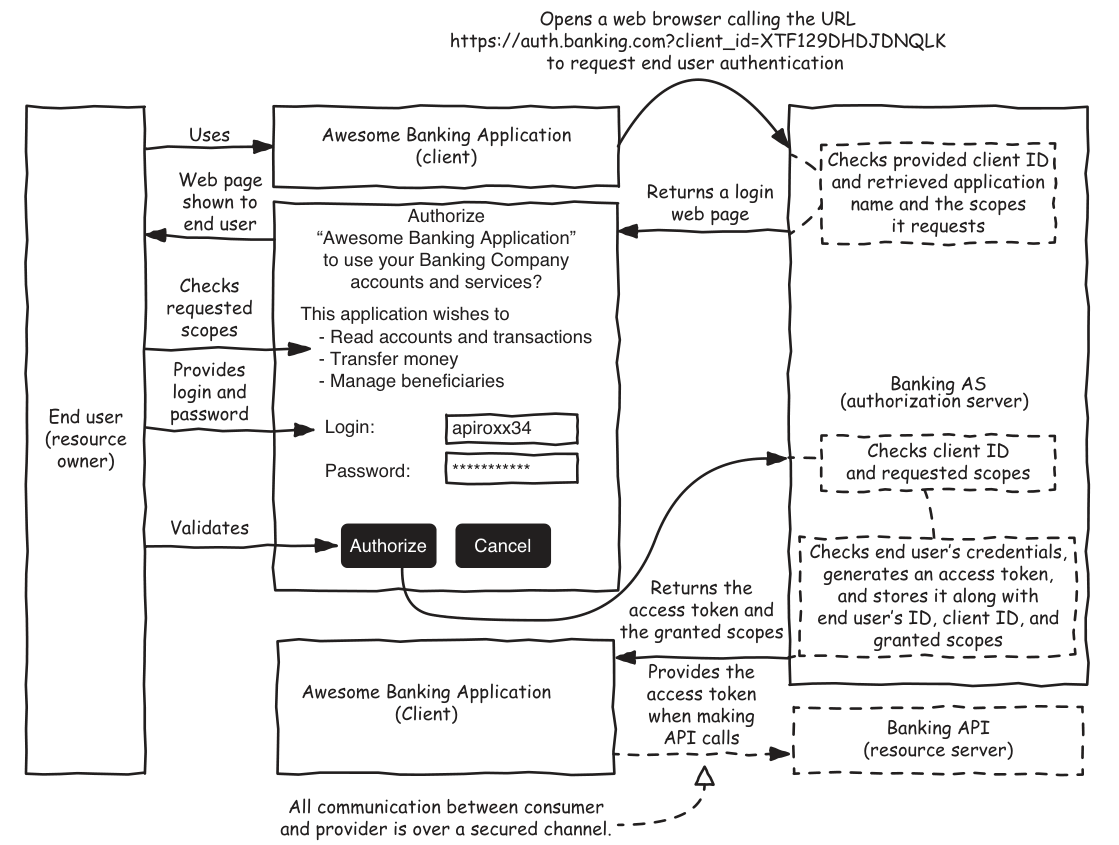 Opens a web browser calling the URL
https://auth.banking.com?client_id=XTF129DHDJDNQLK
to request end user authentication
Uses
Awesome Banking Application
(client)
Checks provided client ID
and retrieved application
name and the scopes
it requests
Web page
shown to
end user
Returns a login
web page
Authorize
“Awesome Banking Application”
to use your Banking Company
accounts and services?
Checks
requested
scopes
This application wishes to
- Read accounts and transactions
- Transfer money
- Manage beneficiaries
Provides
login and
password
Banking AS
(authorization server)
End user
(resource
owner)
Login:
apiroxx34
Password:
***********
Checks client ID
and requested scopes
Validates
Authorize
Cancel
Checks end user’s credentials,
generates an access token,
and stores it along with
end user’s ID, client ID, and
granted scopes
Returns the
access token and
the granted scopes
Awesome Banking Application
(Client)
Provides the
access token
when making
API calls
Banking API
(resource server)
All communication between consumer
and provider is over a secured channel.